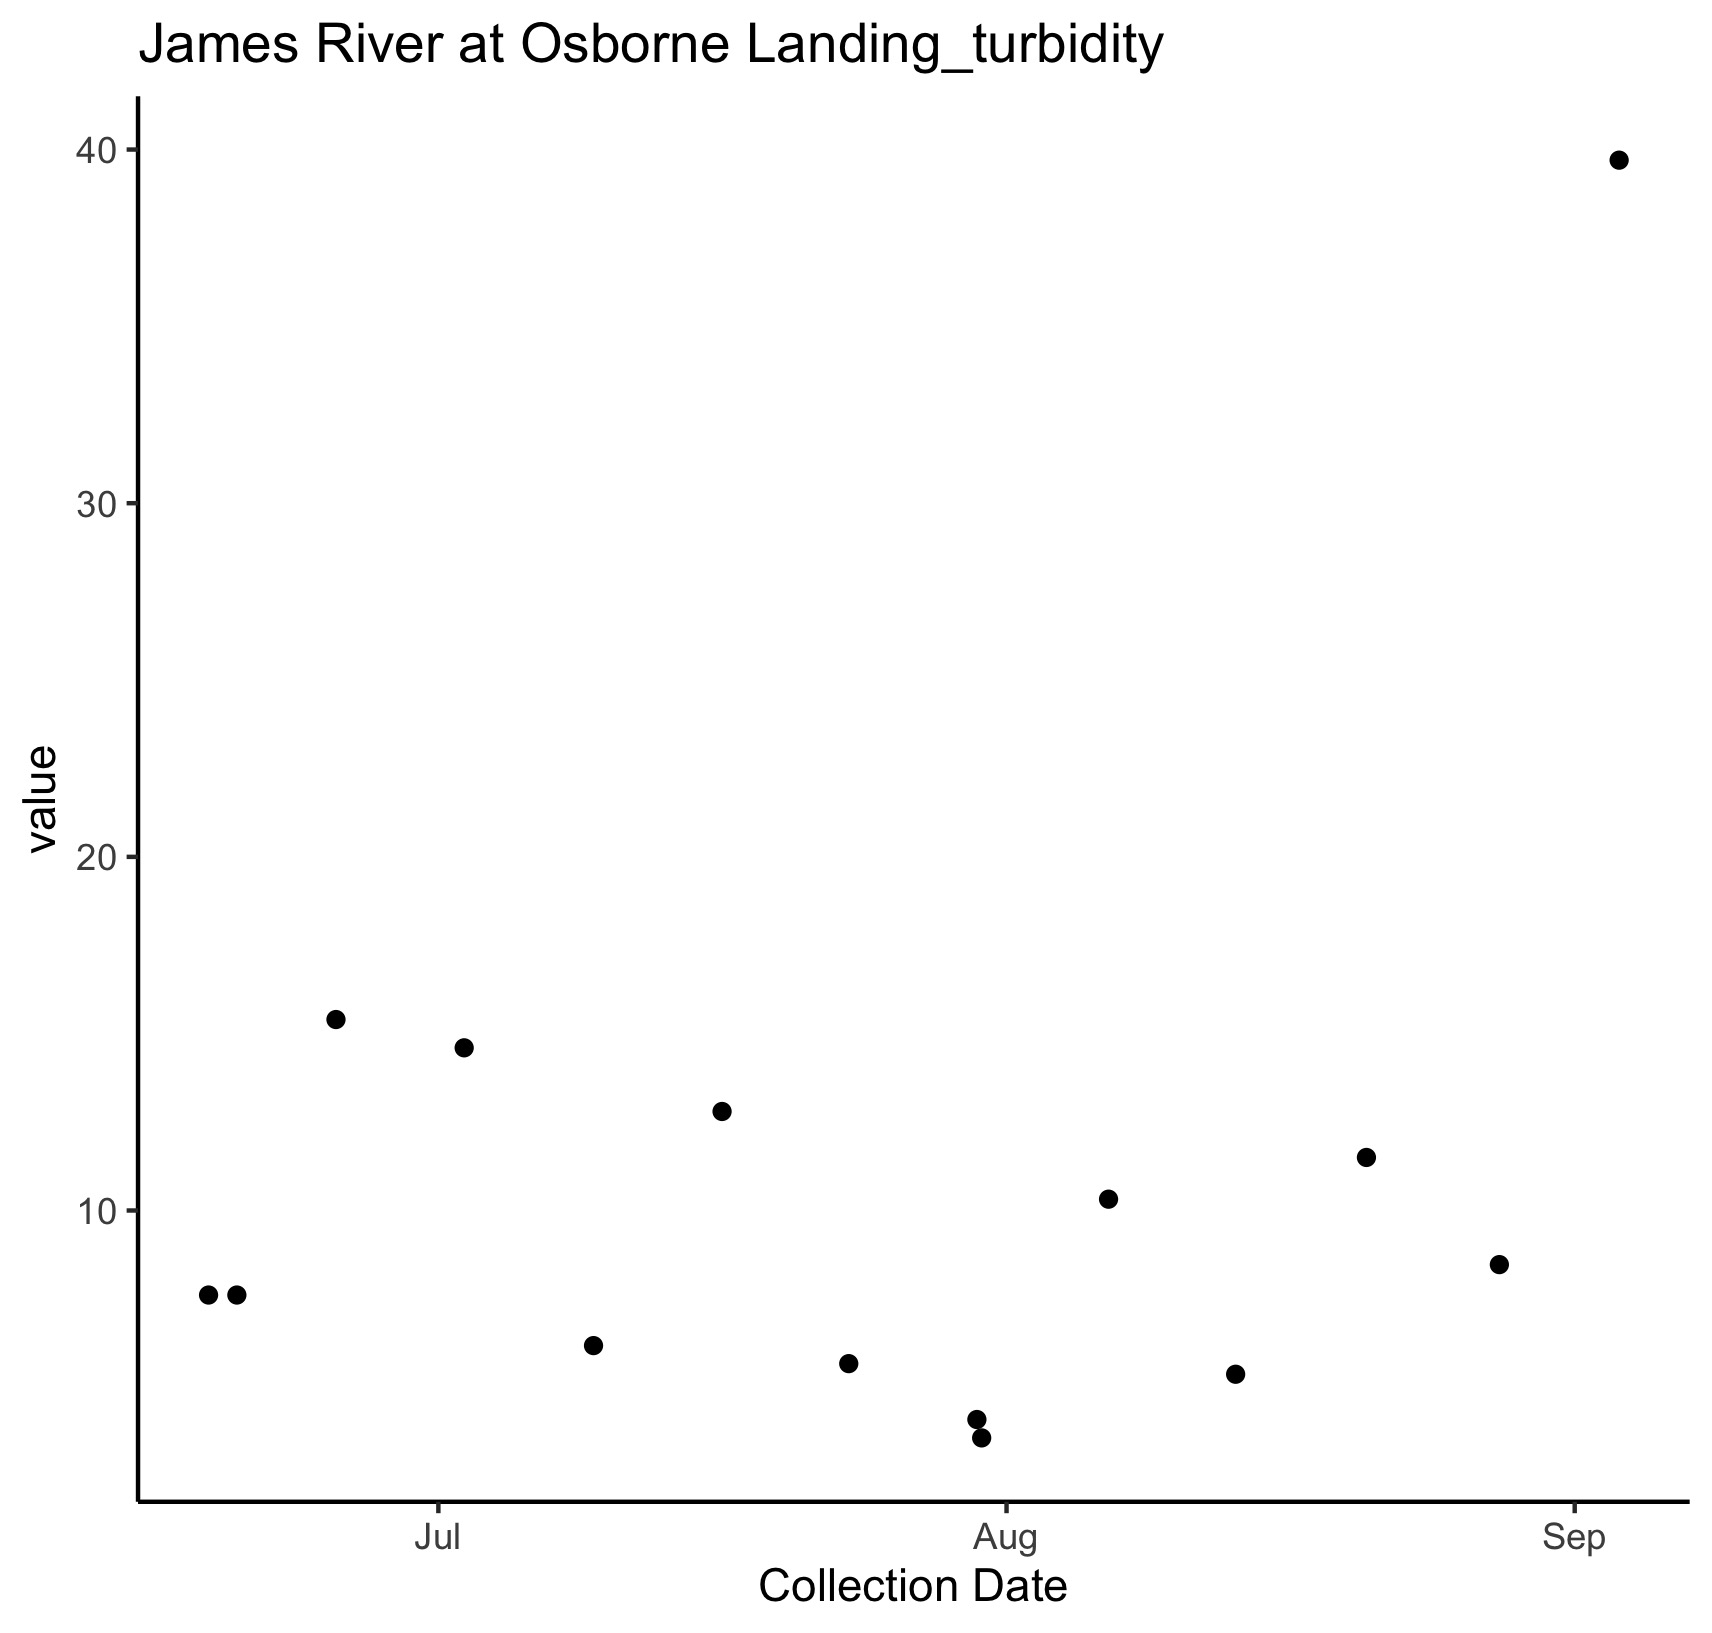 James River at Osborne Landing_turbidity
40
30
20
10
value
Jul
Aug
Sep
Collection Date